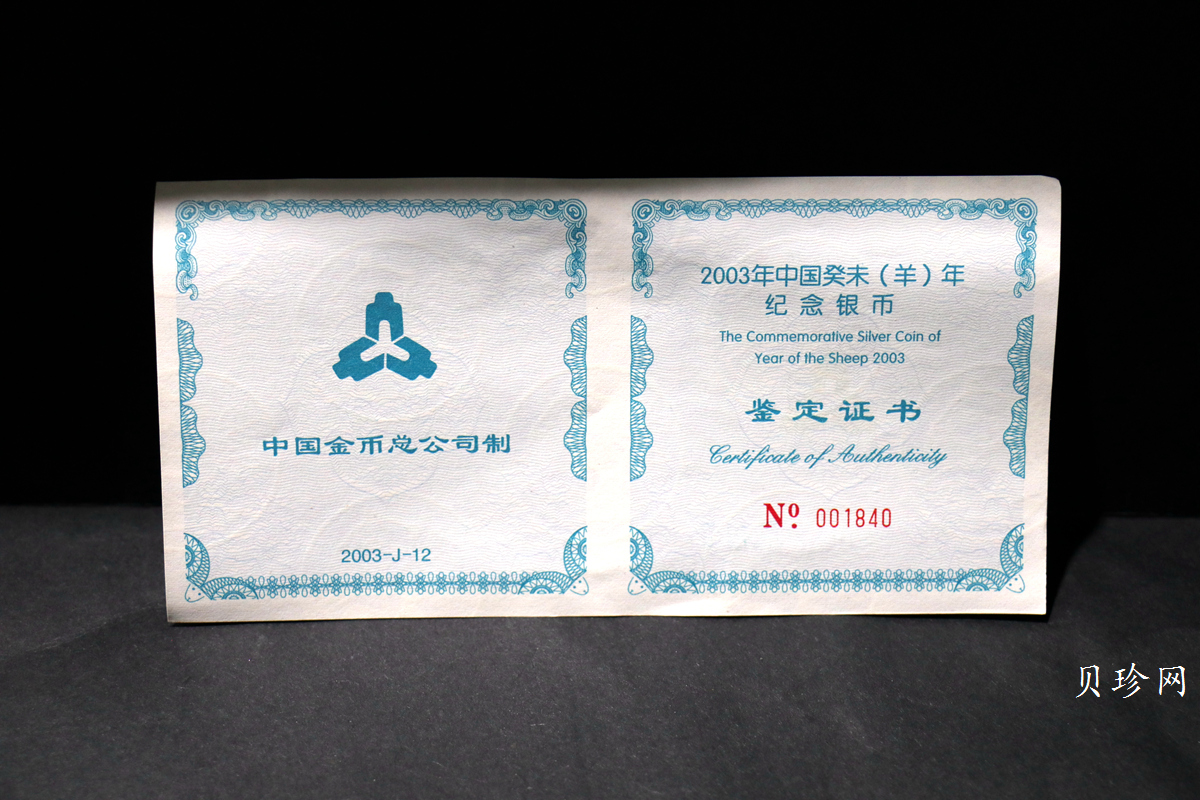 中国金币总公司制
2003-J-12
2003年中国癸未（羊）年
纪念银币
The Commemorative Silver Coin of
Year of the Sheep 2003
鉴定证书
Certificate of Authenticity
Nº. 001840
贝珍网